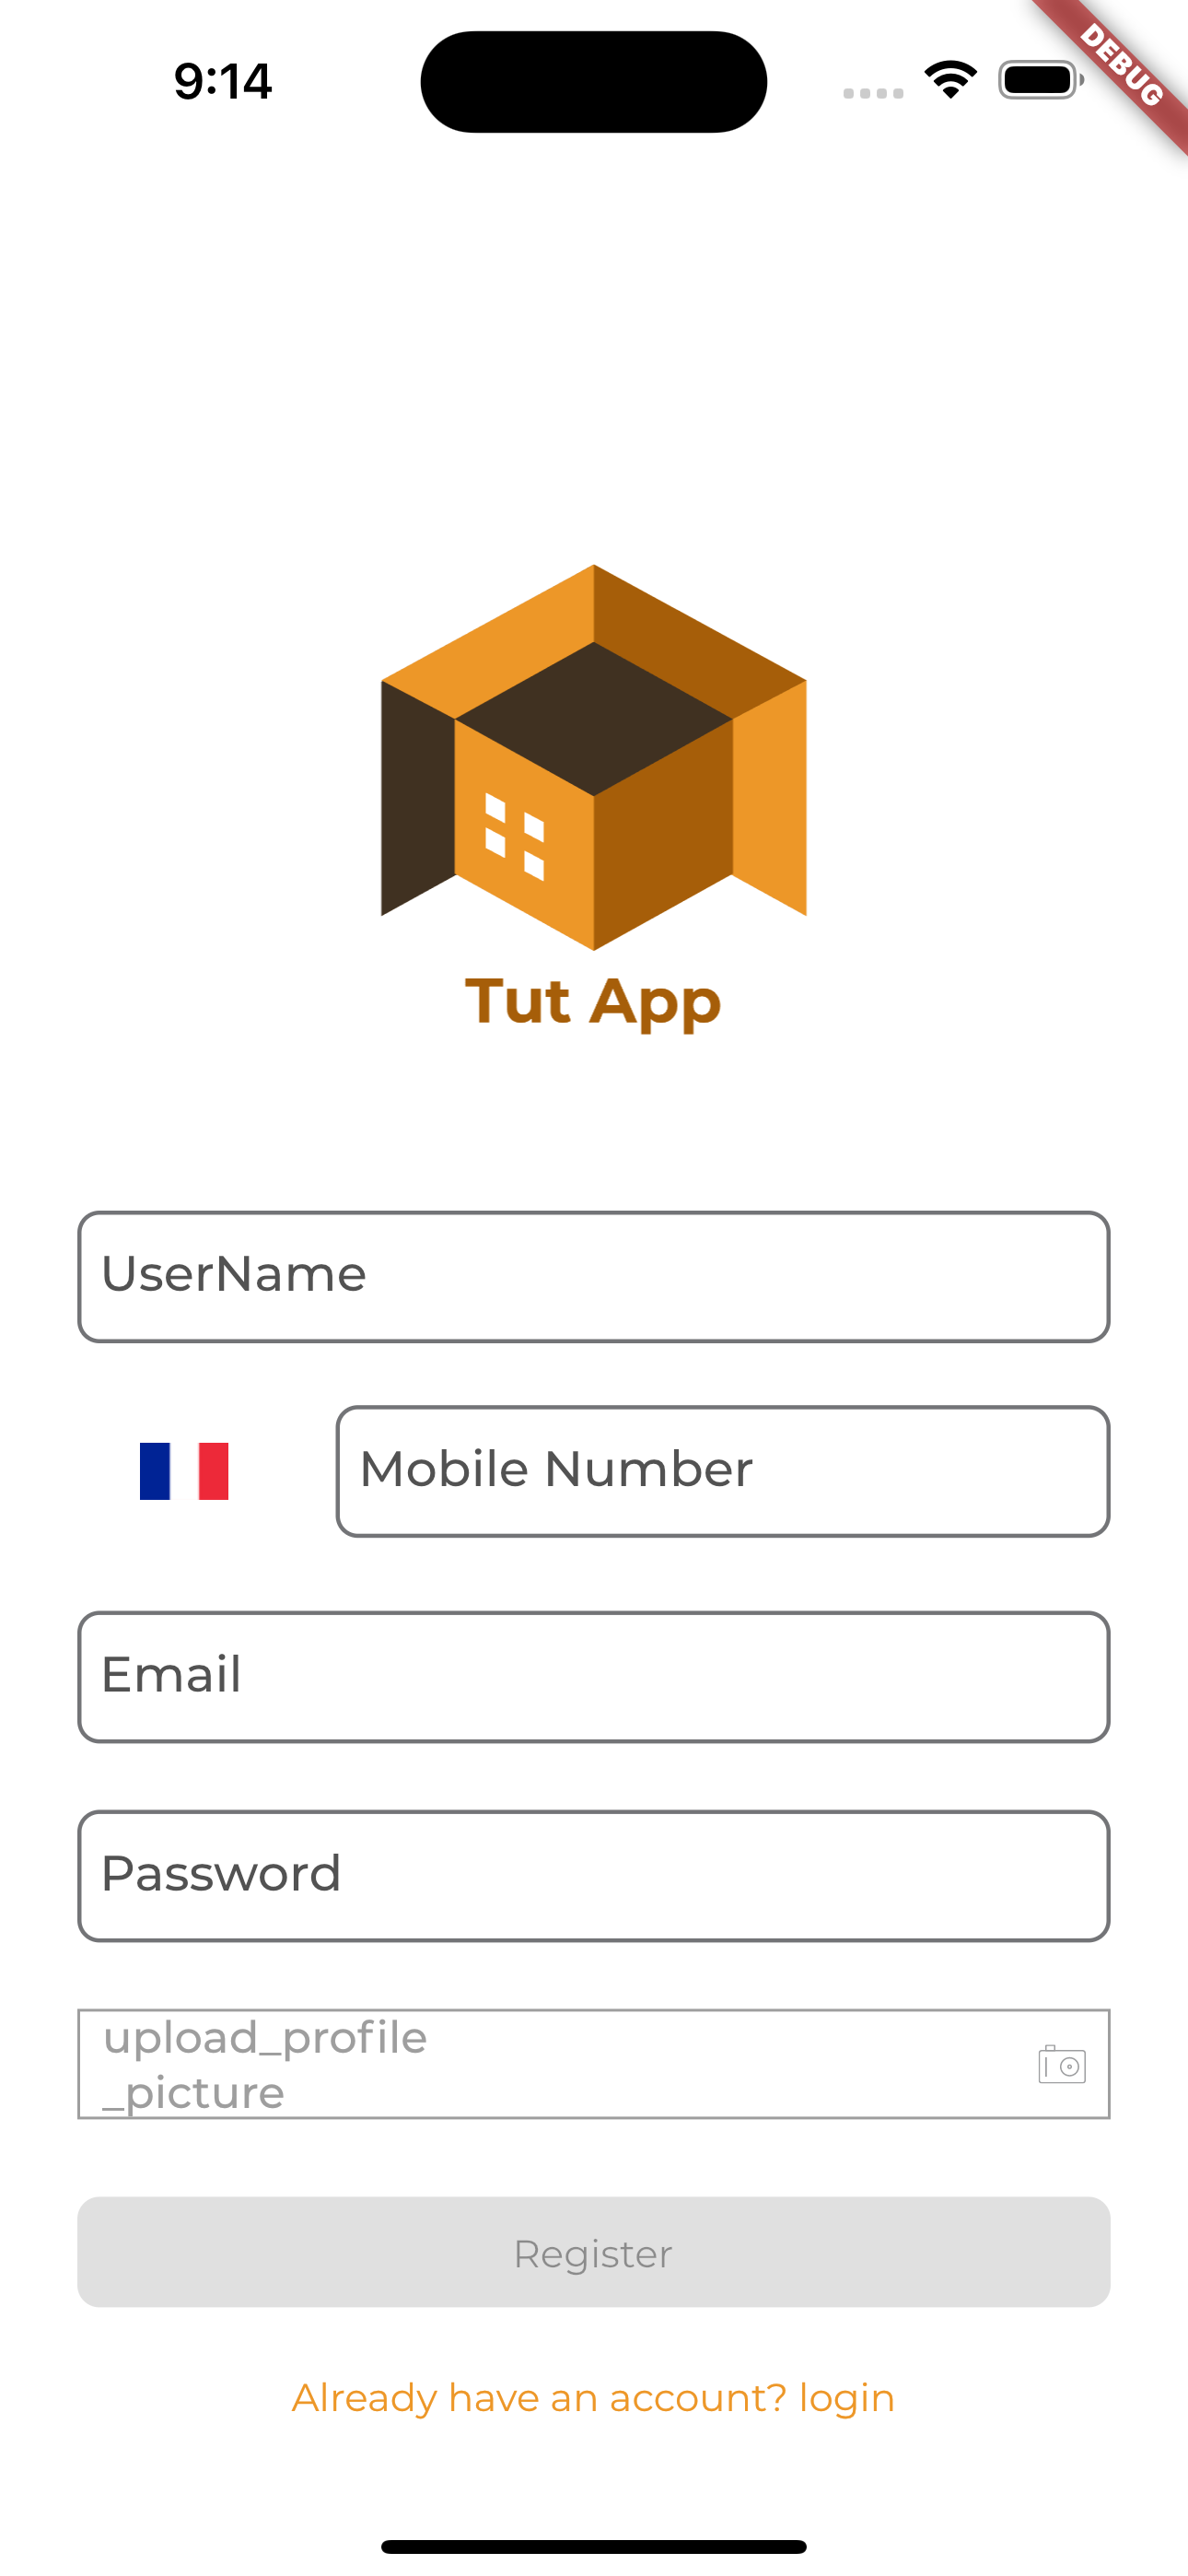 9:14
DEBUG
Tut App
UserName
Mobile Number
Email
Password
upload_profile
_picture
Register
Already have an account? login